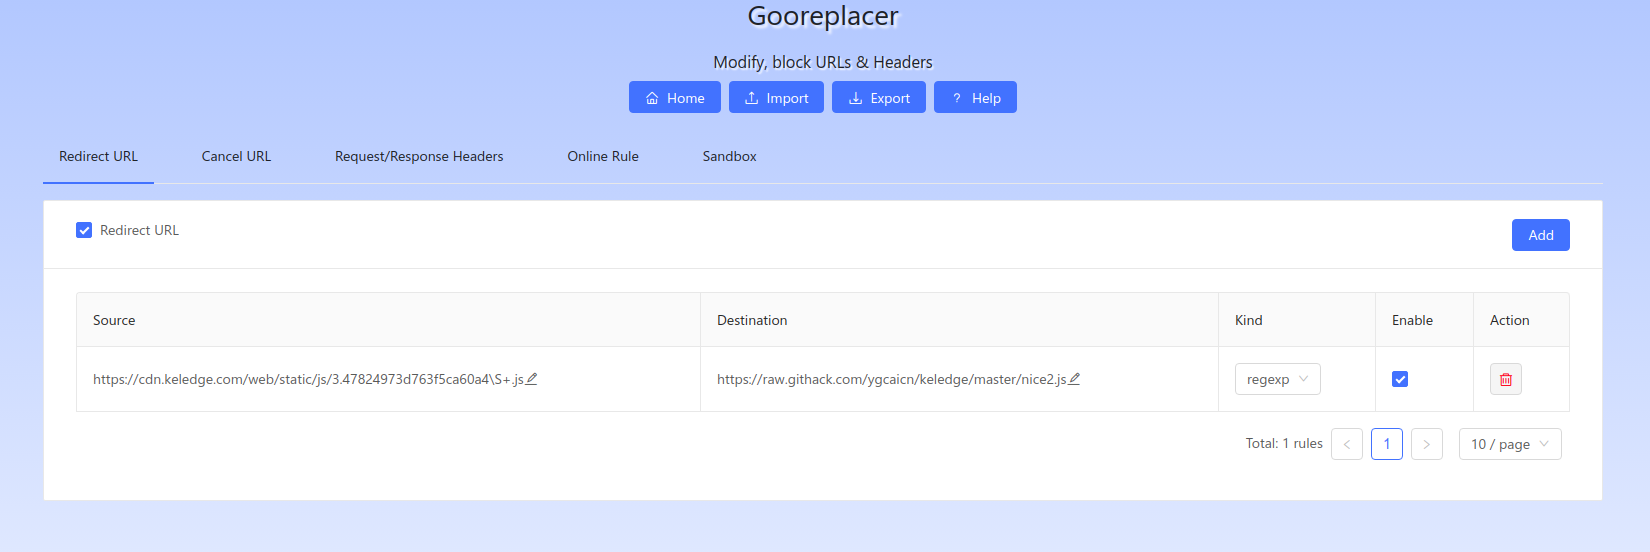 Gooreplacer
Modify, block URLs & Headers
Home Import Export ? Help
Redirect URL Cancel URL Request/Response Headers Online Rule Sandbox
Redirect URL Add
Source Destination Kind Enable Action
https://cdn.keledge.com/web/static/js/3.47824973d763f5ca60a4\S+.js https://raw.githack.com/ygcaicn/keledge/master/nice2.js regexp
Total: 1 rules < 1 > 10 / page